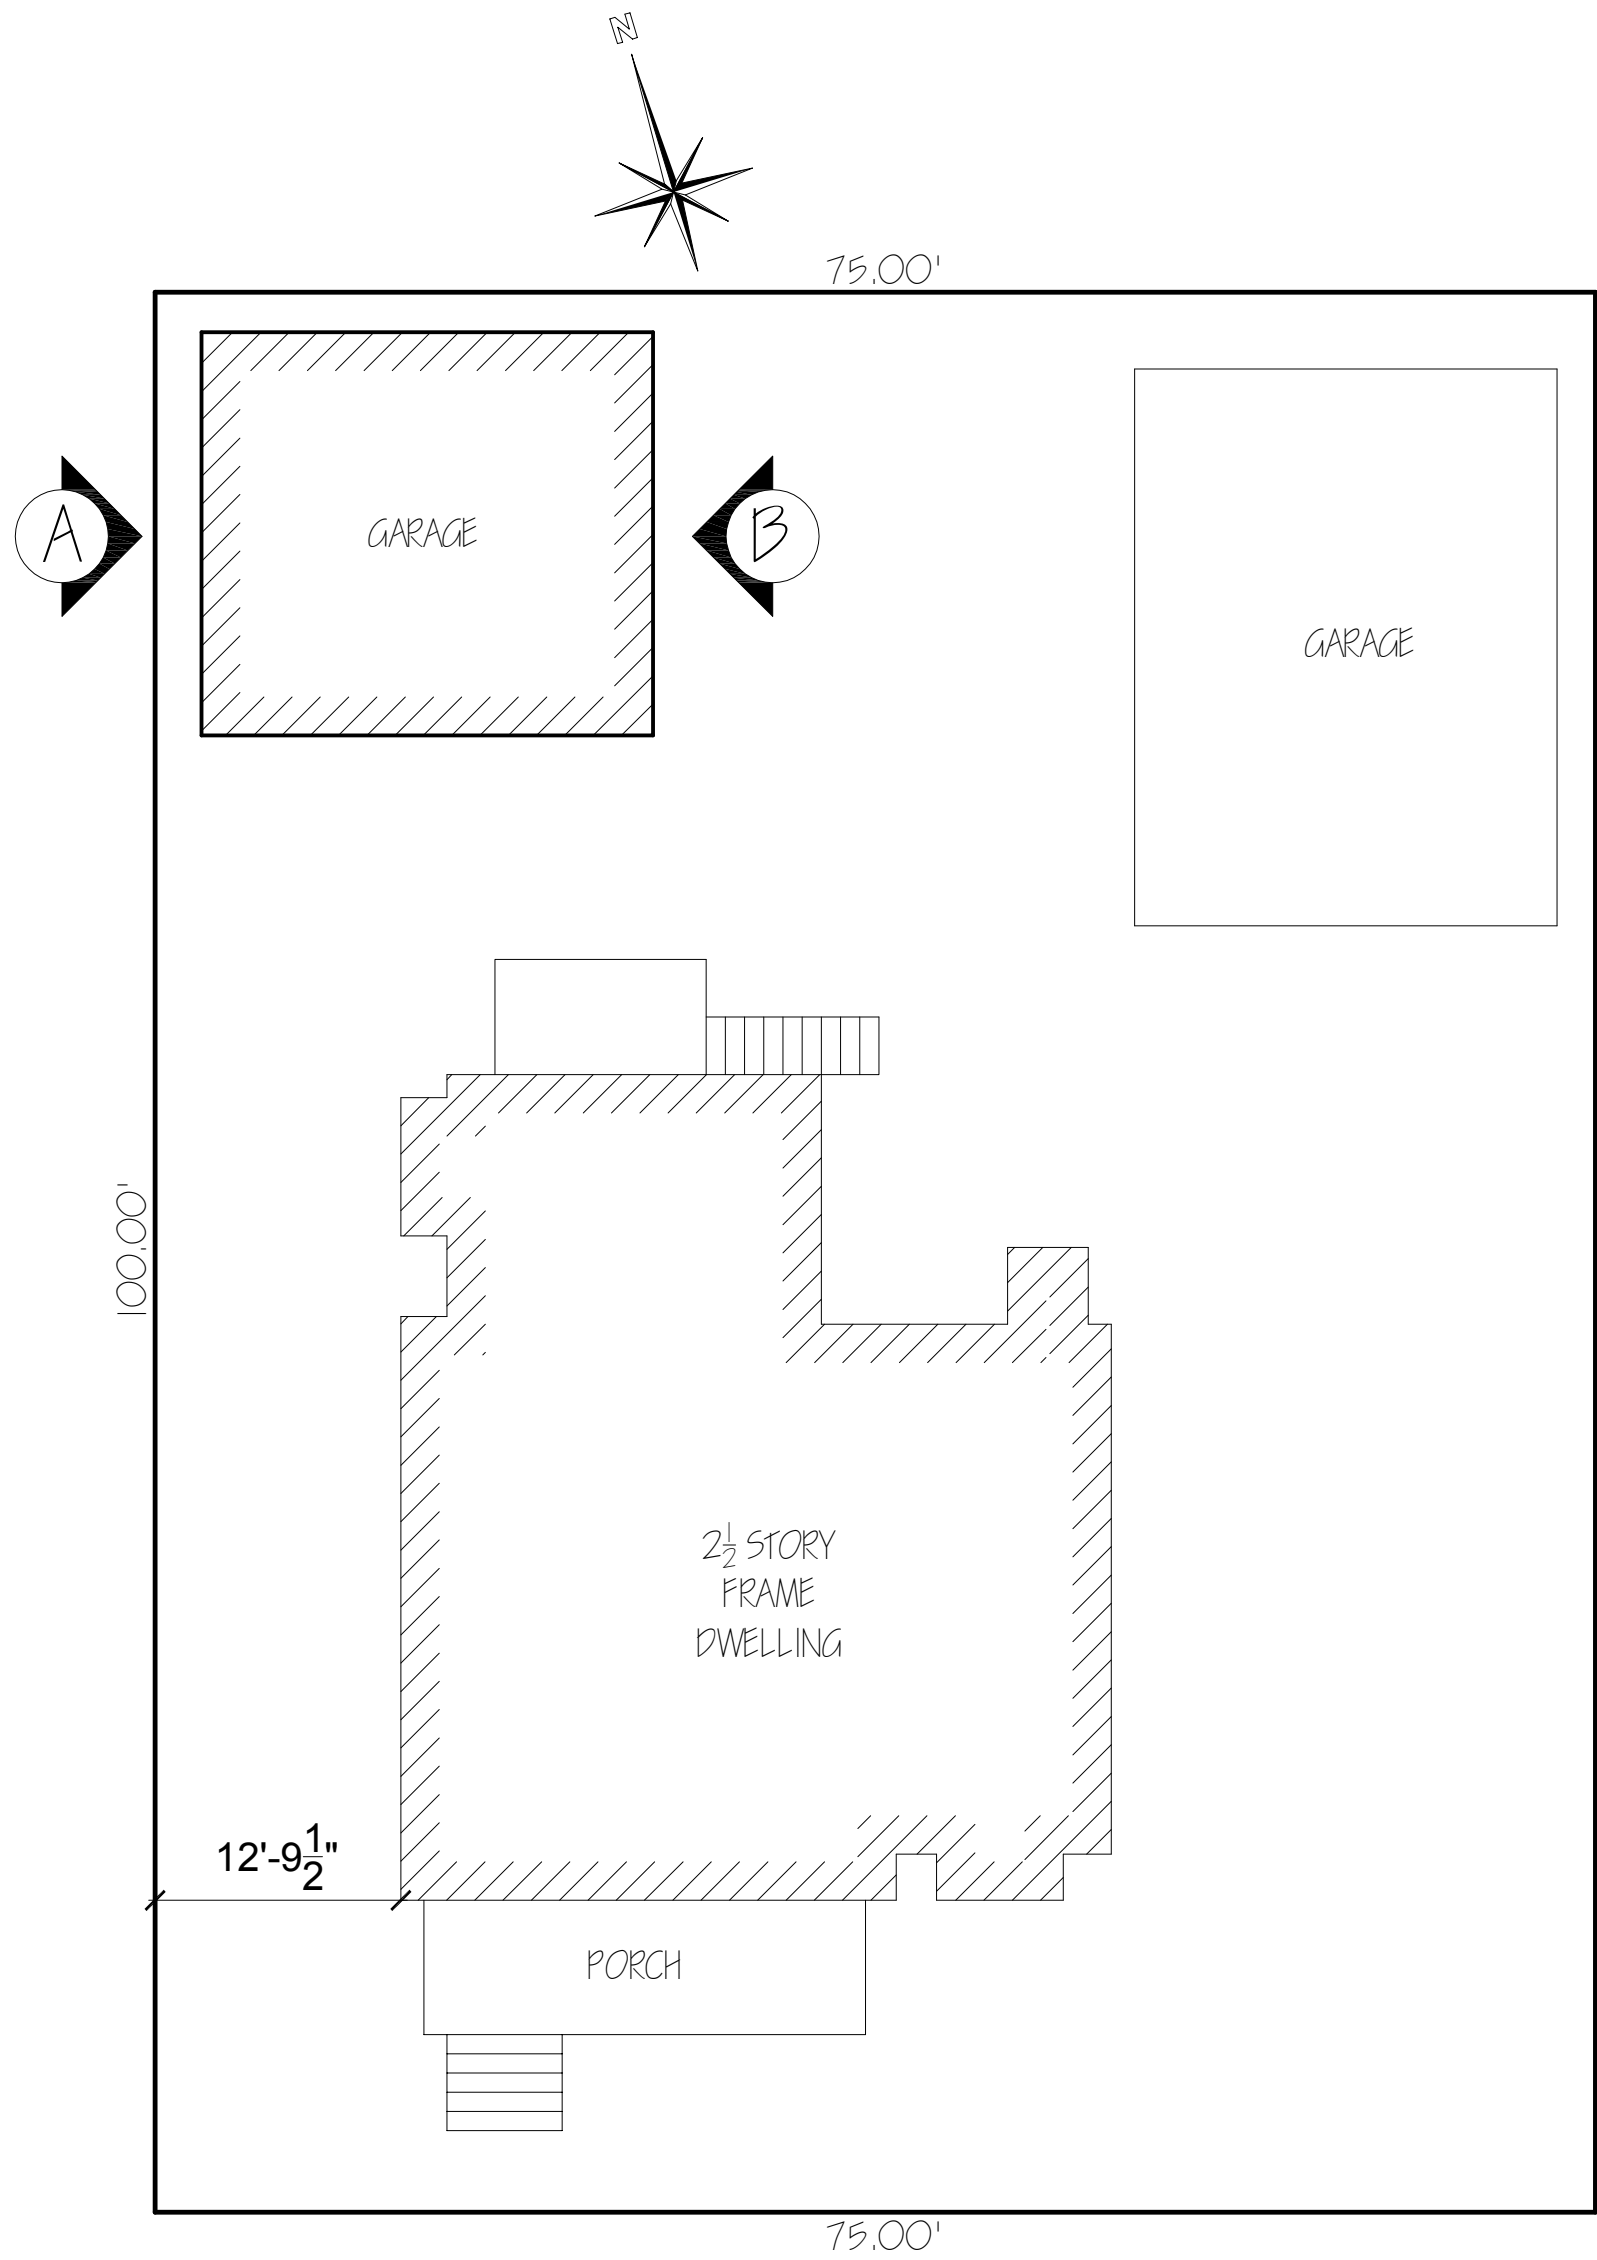 N
75.00'
A
GARAGE
B
GARAGE
100.00'
2½ STORY
FRAME
DWELLING
12'-9½"
PORCH
75.00'